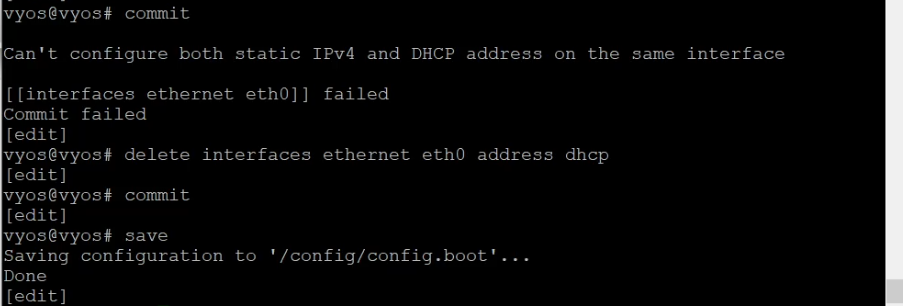 vyos@vyos# commit
Can't configure both static IPv4 and DHCP address on the same interface
[[interfaces ethernet eth0]] failed
Commit failed
[edit]
vyos@vyos# delete interfaces ethernet eth0 address dhcp
[edit]
vyos@vyos# commit
[edit]
vyos@vyos# save
Saving configuration to '/config/config.boot'...
Done
[edit]